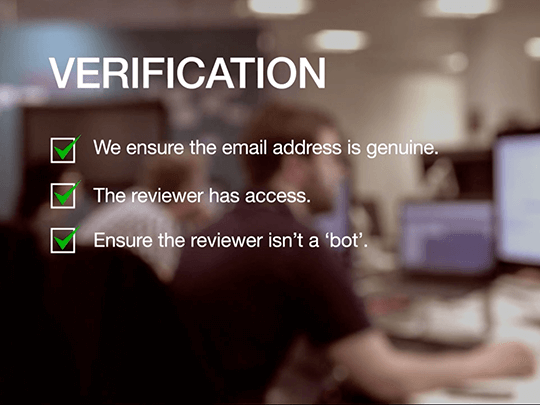 VERIFICATION
We ensure the email address is genuine.
The reviewer has access.
Ensure the reviewer isn't a ‘bot’.